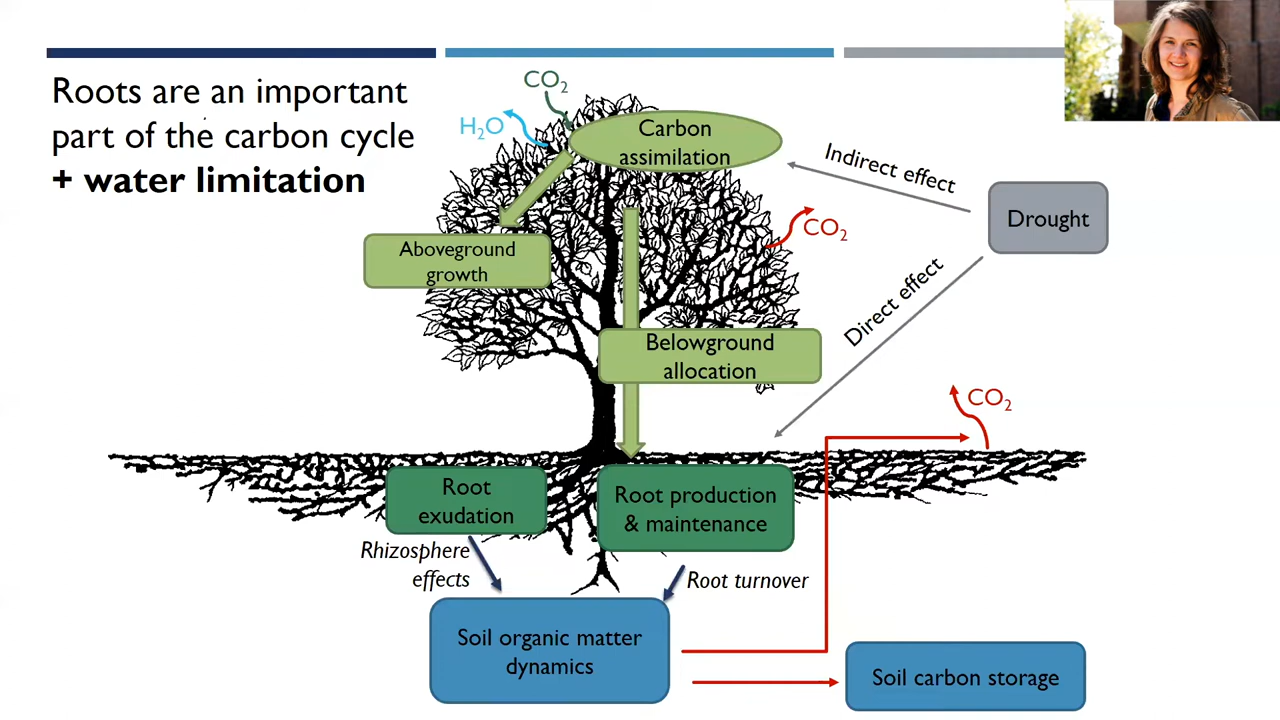 Roots are an important
part of the carbon cycle
+ water limitation
CO₂
H₂O
Carbon
assimilation
Indirect effect
Drought
CO₂
Aboveground
growth
Direct effect
Belowground
allocation
CO₂
Root
exudation
Root production
& maintenance
Rhizosphere
effects
Root turnover
Soil organic matter
dynamics
Soil carbon storage